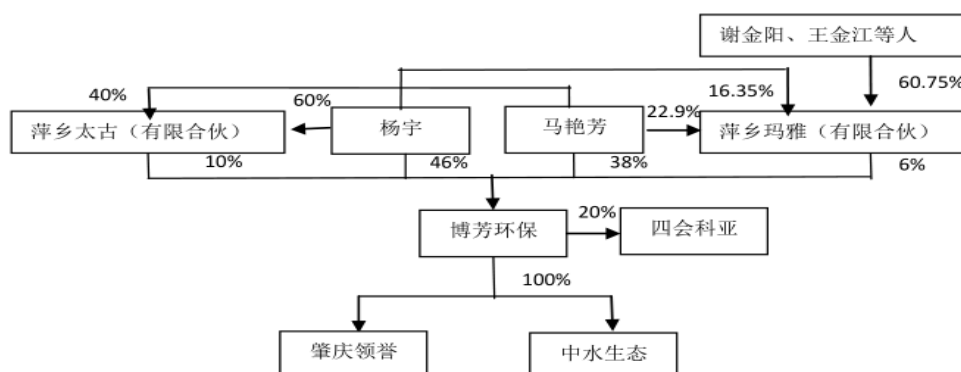 谢金阳、王金江等人
40%
60%
16.35%
60.75%
萍乡太古（有限合伙）
杨宇
马艳芳
22.9%
萍乡玛雅（有限合伙）
10%
46%
38%
6%
博芳环保
20%
四会科亚
100%
肇庆领誉
中水生态